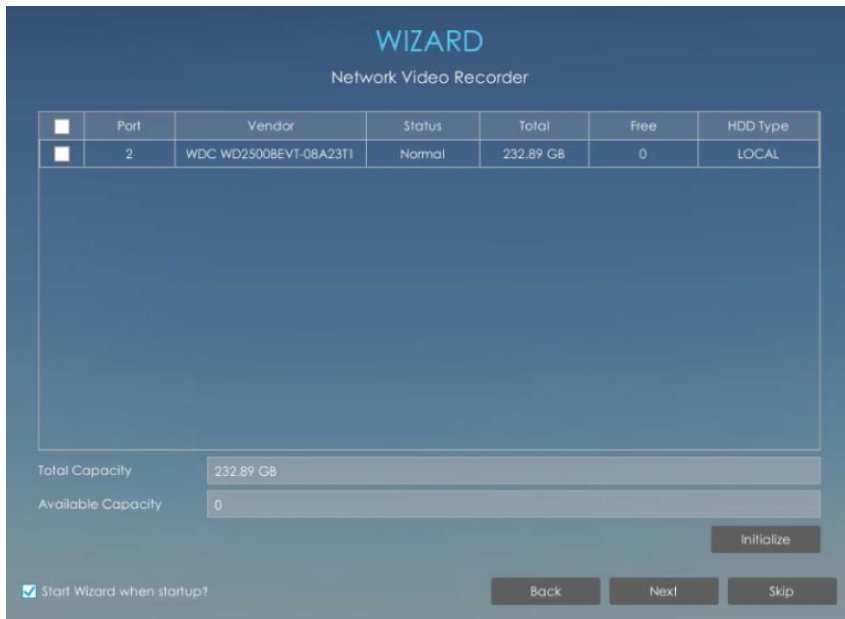 WIZARD
Network Video Recorder
Port Vendor Status Total Free HDD Type
2 WDC WD2500BEVT-08A23T1 Normal 232.89 GB 0 LOCAL
Total Capacity 232.89 GB
Available Capacity 0
Initialize
Start Wizard when startup? Back Next Skip